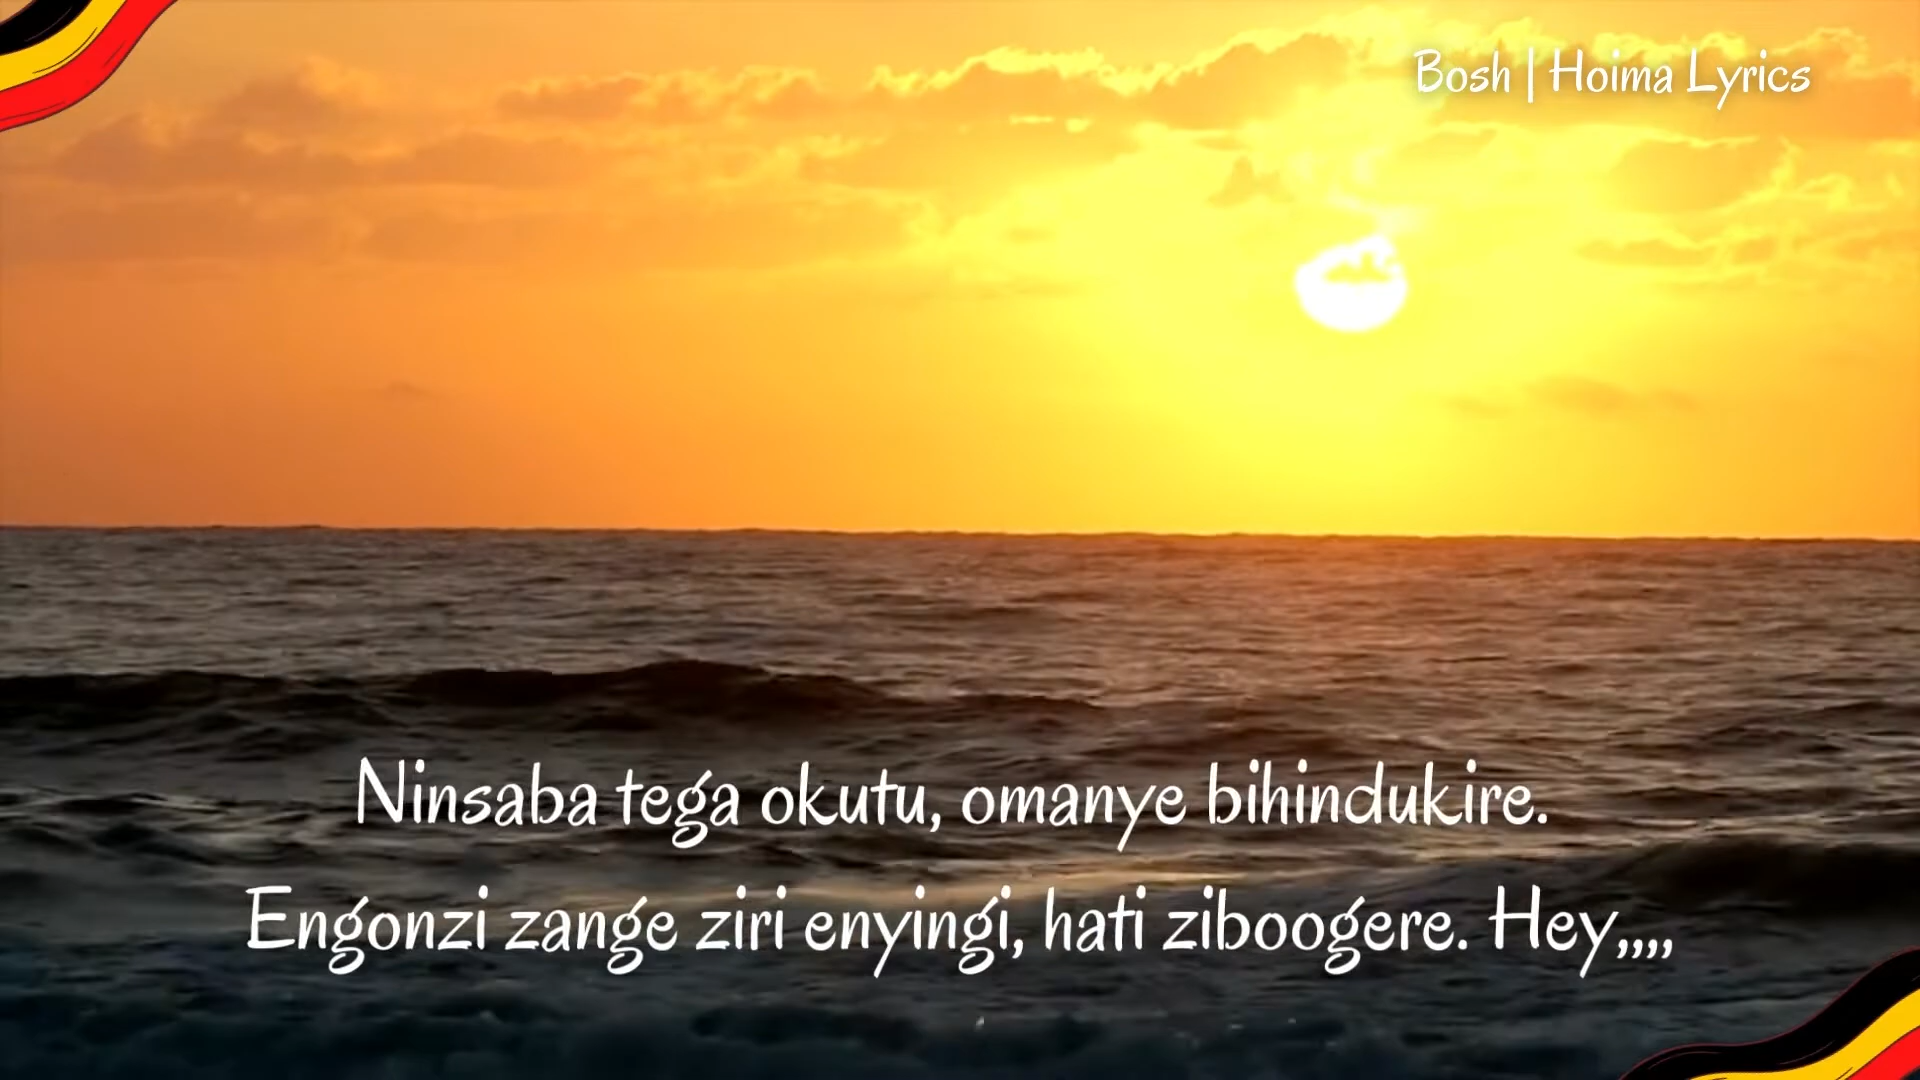 Bosh | Hoima Lyrics
Ninsaba tega okutu, omanye bihindukire.
Engonzi zange ziri enyingi, hati ziboogere. Hey,,,,